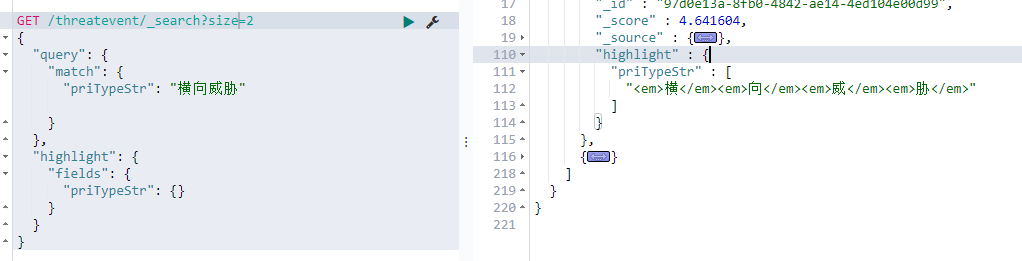 GET /threatevent/_search?size=2
{
"query": {
"match": {
"priTypeStr": "横向威胁"
}
},
"highlight": {
"fields": {
"priTypeStr": {}
}
}
}
17 "_id" : "97d0e13a-8fb0-4842-ae14-4ed104e00d99",
18 "_score" : 4.641604,
19 "_source" : {},
110 "highlight" : {
111 "priTypeStr" : [
112 "<em>横</em><em>向</em><em>威</em><em>胁</em>"
113 ]
114 }
115 },
116 {}
218 ]
219 }
220 }
221